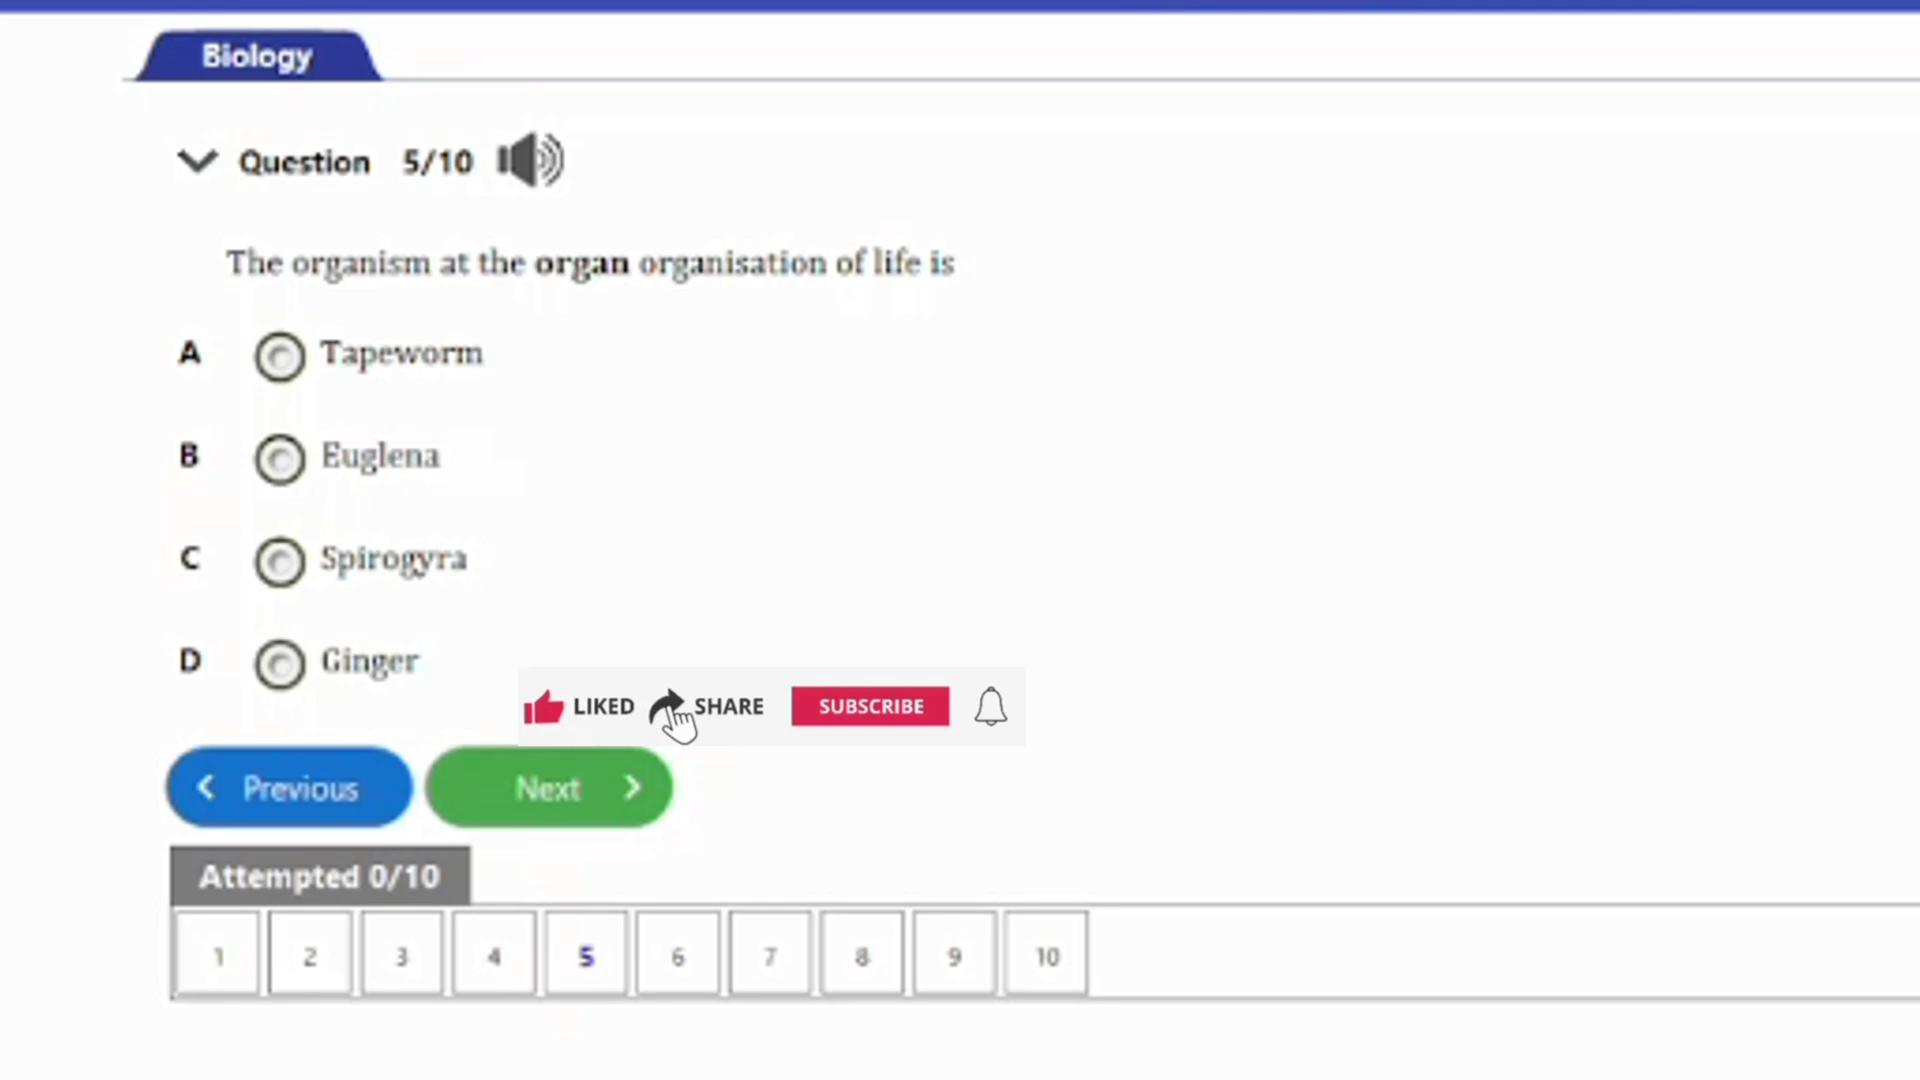 Biology
Question 5/10
The organism at the organ organisation of life is
A Tapeworm
B Euglena
C Spirogyra
D Ginger
LIKED SHARE SUBSCRIBE
Previous Next
Attempted 0/10
1 2 3 4 5 6 7 8 9 10